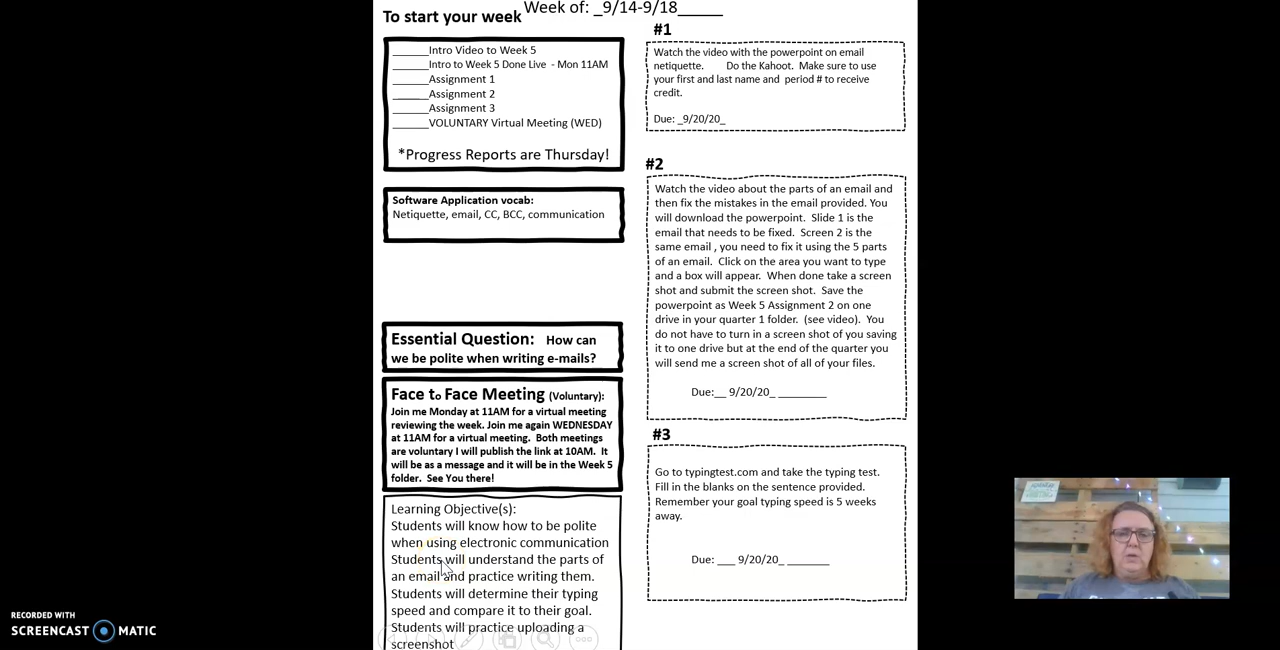 Week of: _9/14-9/18_____
To start your week
______Intro Video to Week 5
______Intro to Week 5 Done Live - Mon 11AM
______Assignment 1
______Assignment 2
______Assignment 3
______VOLUNTARY Virtual Meeting (WED)
*Progress Reports are Thursday!
Software Application vocab:
Netiquette, email, CC, BCC, communication
Essential Question: How can
we be polite when writing e-mails?
Face to Face Meeting (Voluntary):
Join me Monday at 11AM for a virtual meeting
reviewing the week. Join me again WEDNESDAY
at 11AM for a virtual meeting. Both meetings
are voluntary I will publish the link at 10AM. It
will be as a message and it will be in the Week 5
folder. See You there!
Learning Objective(s):
Students will know how to be polite
when using electronic communication
Students will understand the parts of
an email and practice writing them.
Students will determine their typing
speed and compare it to their goal.
Students will practice uploading a
screenshot
#1
Watch the video with the powerpoint on email
netiquette. Do the Kahoot. Make sure to use
your first and last name and period # to receive
credit.
Due: _9/20/20_
#2
Watch the video about the parts of an email and
then fix the mistakes in the email provided. You
will download the powerpoint. Slide 1 is the
email that needs to be fixed. Screen 2 is the
same email , you need to fix it using the 5 parts
of an email. Click on the area you want to type
and a box will appear. When done take a screen
shot and submit the screen shot. Save the
powerpoint as Week 5 Assignment 2 on one
drive in your quarter 1 folder. (see video). You
do not have to turn in a screen shot of you saving
it to one drive but at the end of the quarter you
will send me a screen shot of all of your files.
Due:__ 9/20/20_ ________
#3
Go to typingtest.com and take the typing test.
Fill in the blanks on the sentence provided.
Remember your goal typing speed is 5 weeks
away.
Due: ___ 9/20/20_ _______
RECORDED WITH
SCREENCAST MATIC